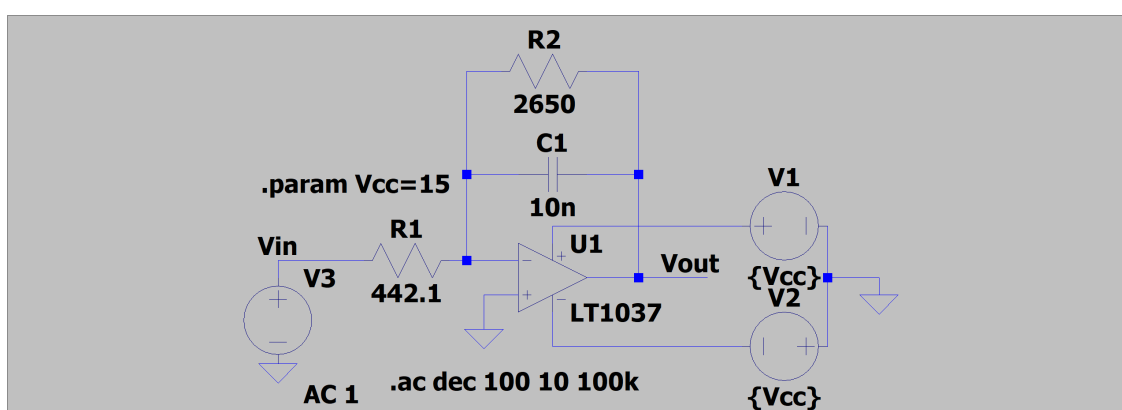 R2
2650
C1
10n
.param Vcc=15
V1
R1
Vin
U1
Vout
V3
{Vcc}
442.1
V2
LT1037
.ac dec 100 10 100k
AC 1
{Vcc}